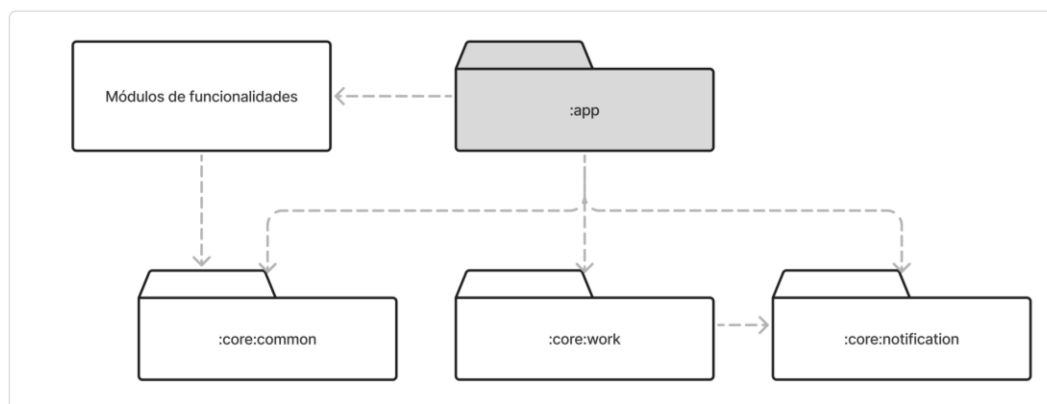 Módulos de funcionalidades
:app
:core:common
:core:work
:core:notification